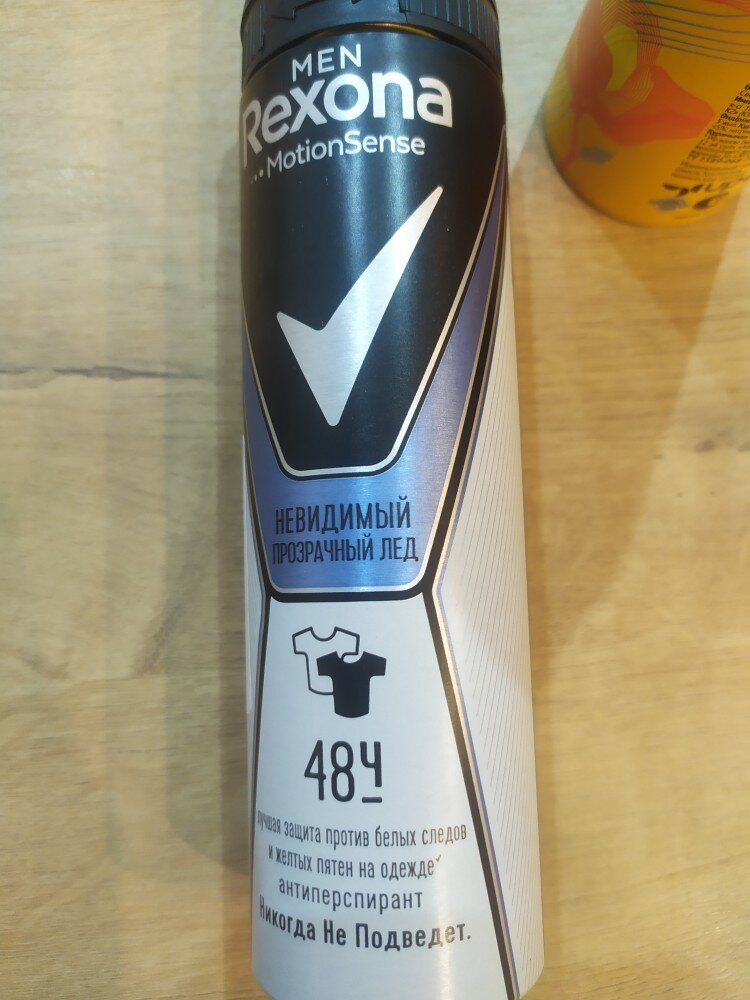 MEN
Rexona
...MotionSense
НЕВИДИМЫЙ
ПРОЗРАЧНЫЙ ЛЕД
48Ч
лучшая защита против белых следов
и желтых пятен на одежде
антиперспирант
Никогда Не Подведет.